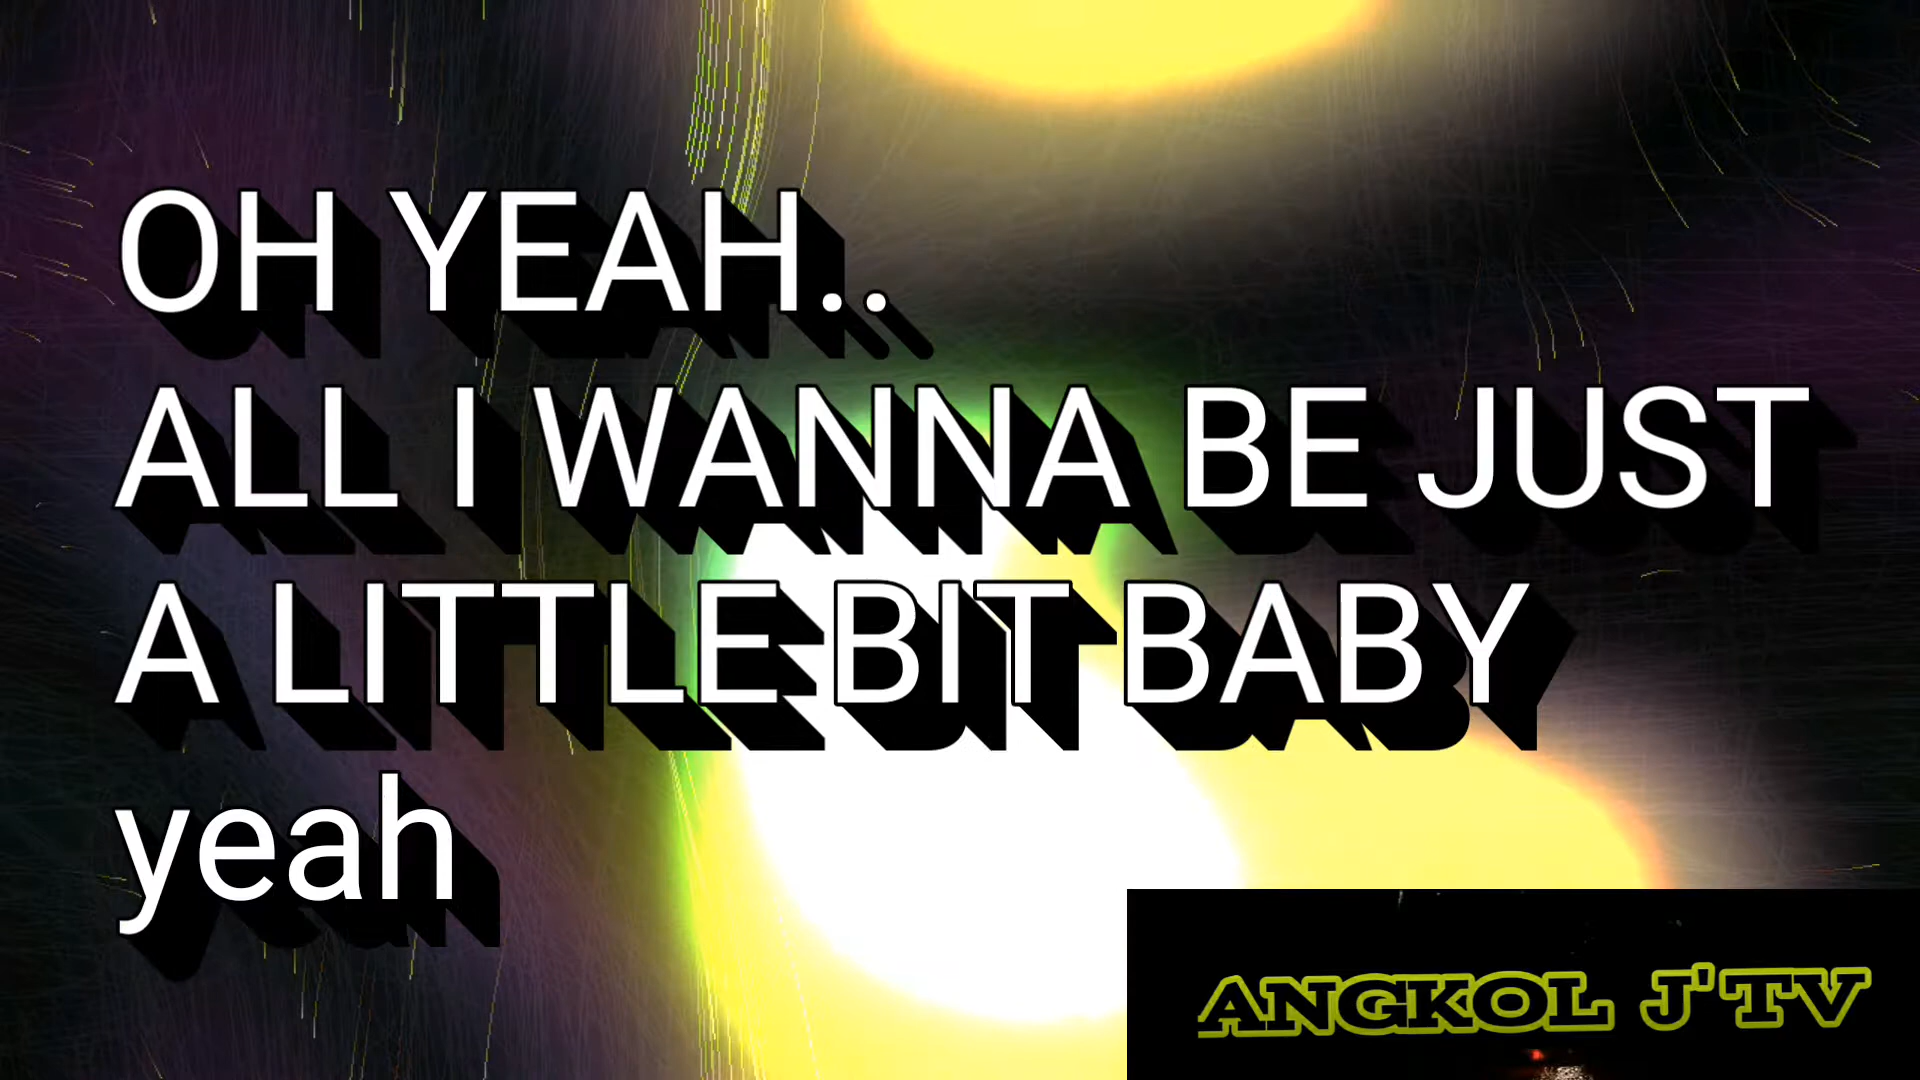 OH YEAH..
ALL I WANNA BE JUST
A LITTLE BIT BABY
yeah
ANGKOL J'TV